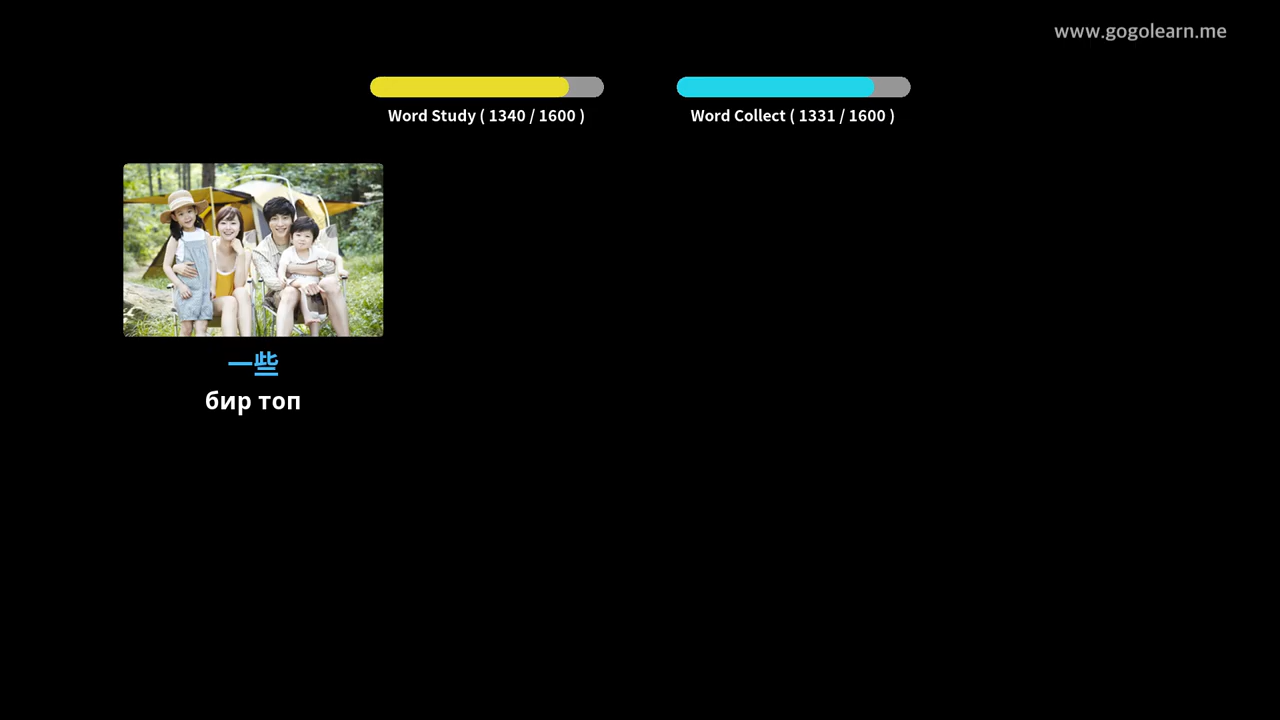 www.gogolearn.me
Word Study ( 1340 / 1600 )
Word Collect ( 1331 / 1600 )
一些
бир топ